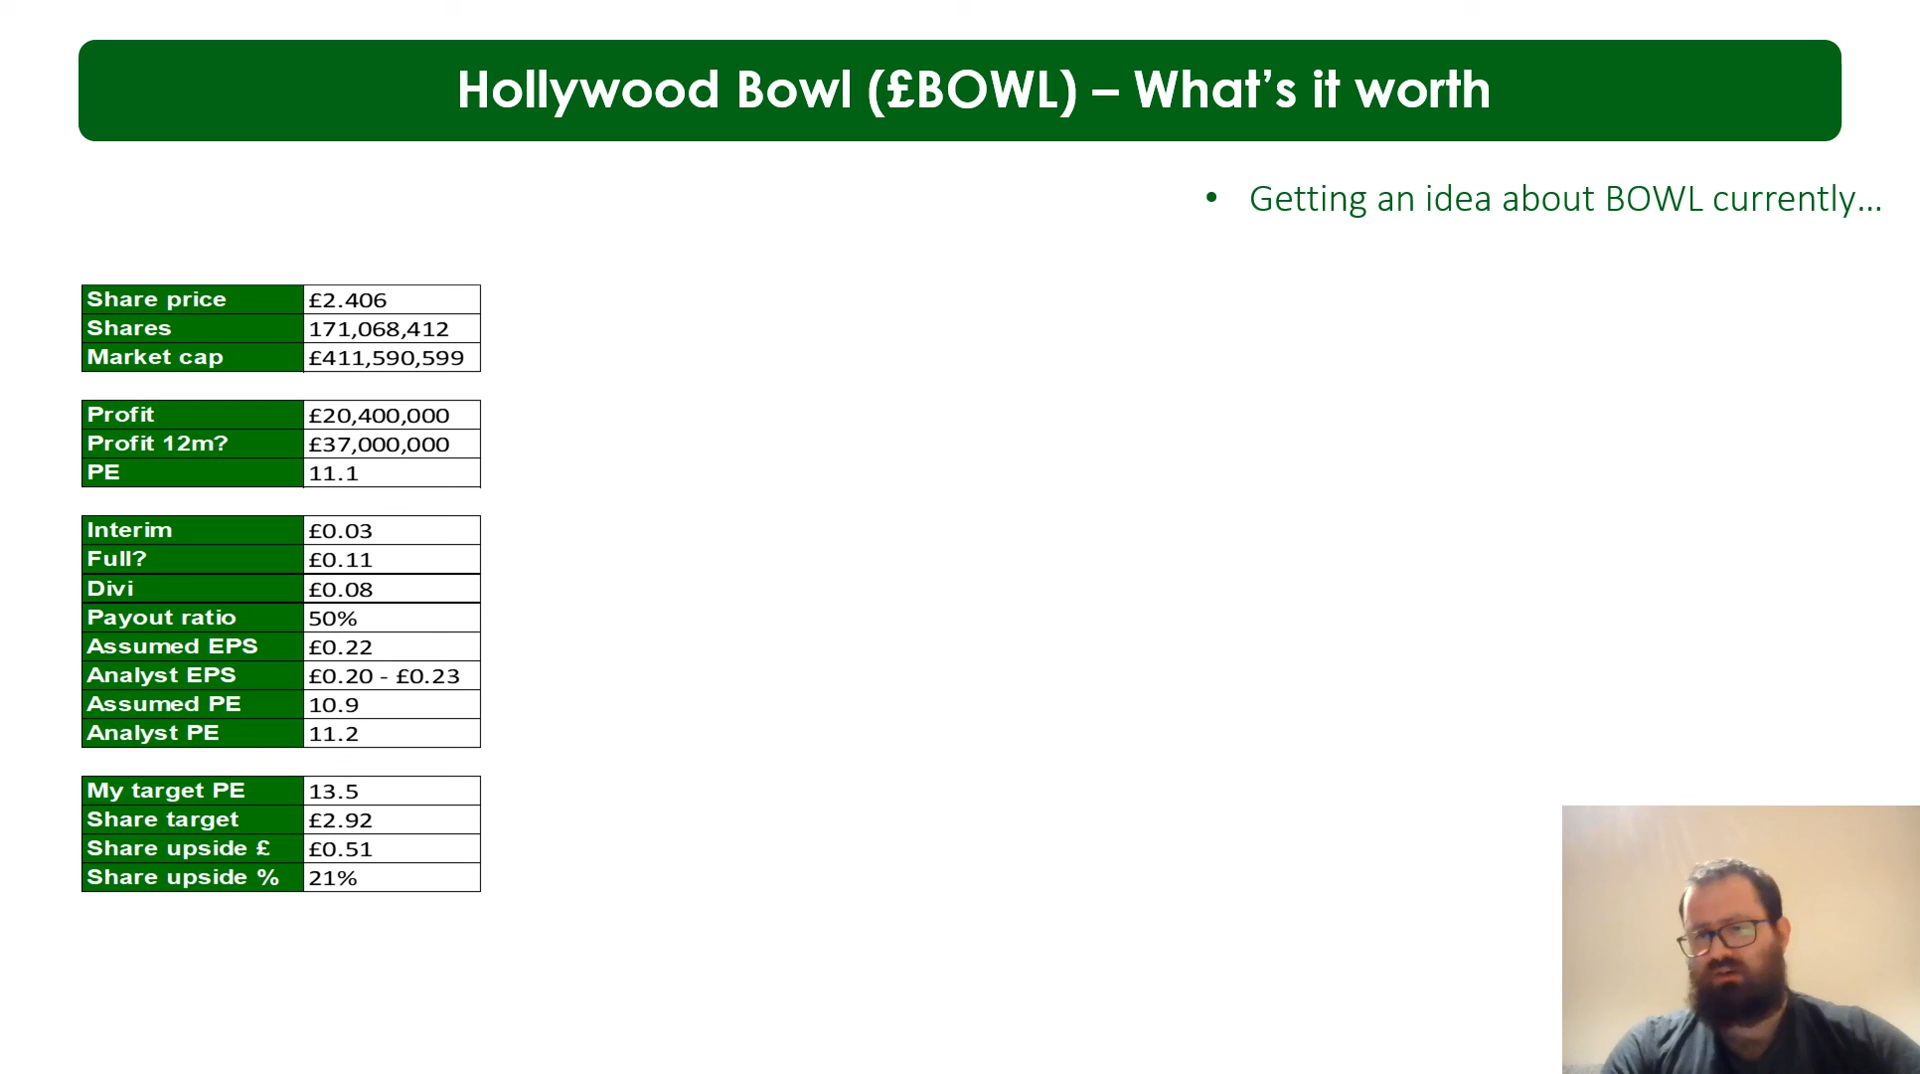 Hollywood Bowl (£BOWL) – What's it worth
• Getting an idea about BOWL currently...
Share price £2.406
Shares 171,068,412
Market cap £411,590,599
Profit £20,400,000
Profit 12m? £37,000,000
PE 11.1
Interim £0.03
Full? £0.11
Divi £0.08
Payout ratio 50%
Assumed EPS £0.22
Analyst EPS £0.20 - £0.23
Assumed PE 10.9
Analyst PE 11.2
My target PE 13.5
Share target £2.92
Share upside £ £0.51
Share upside % 21%